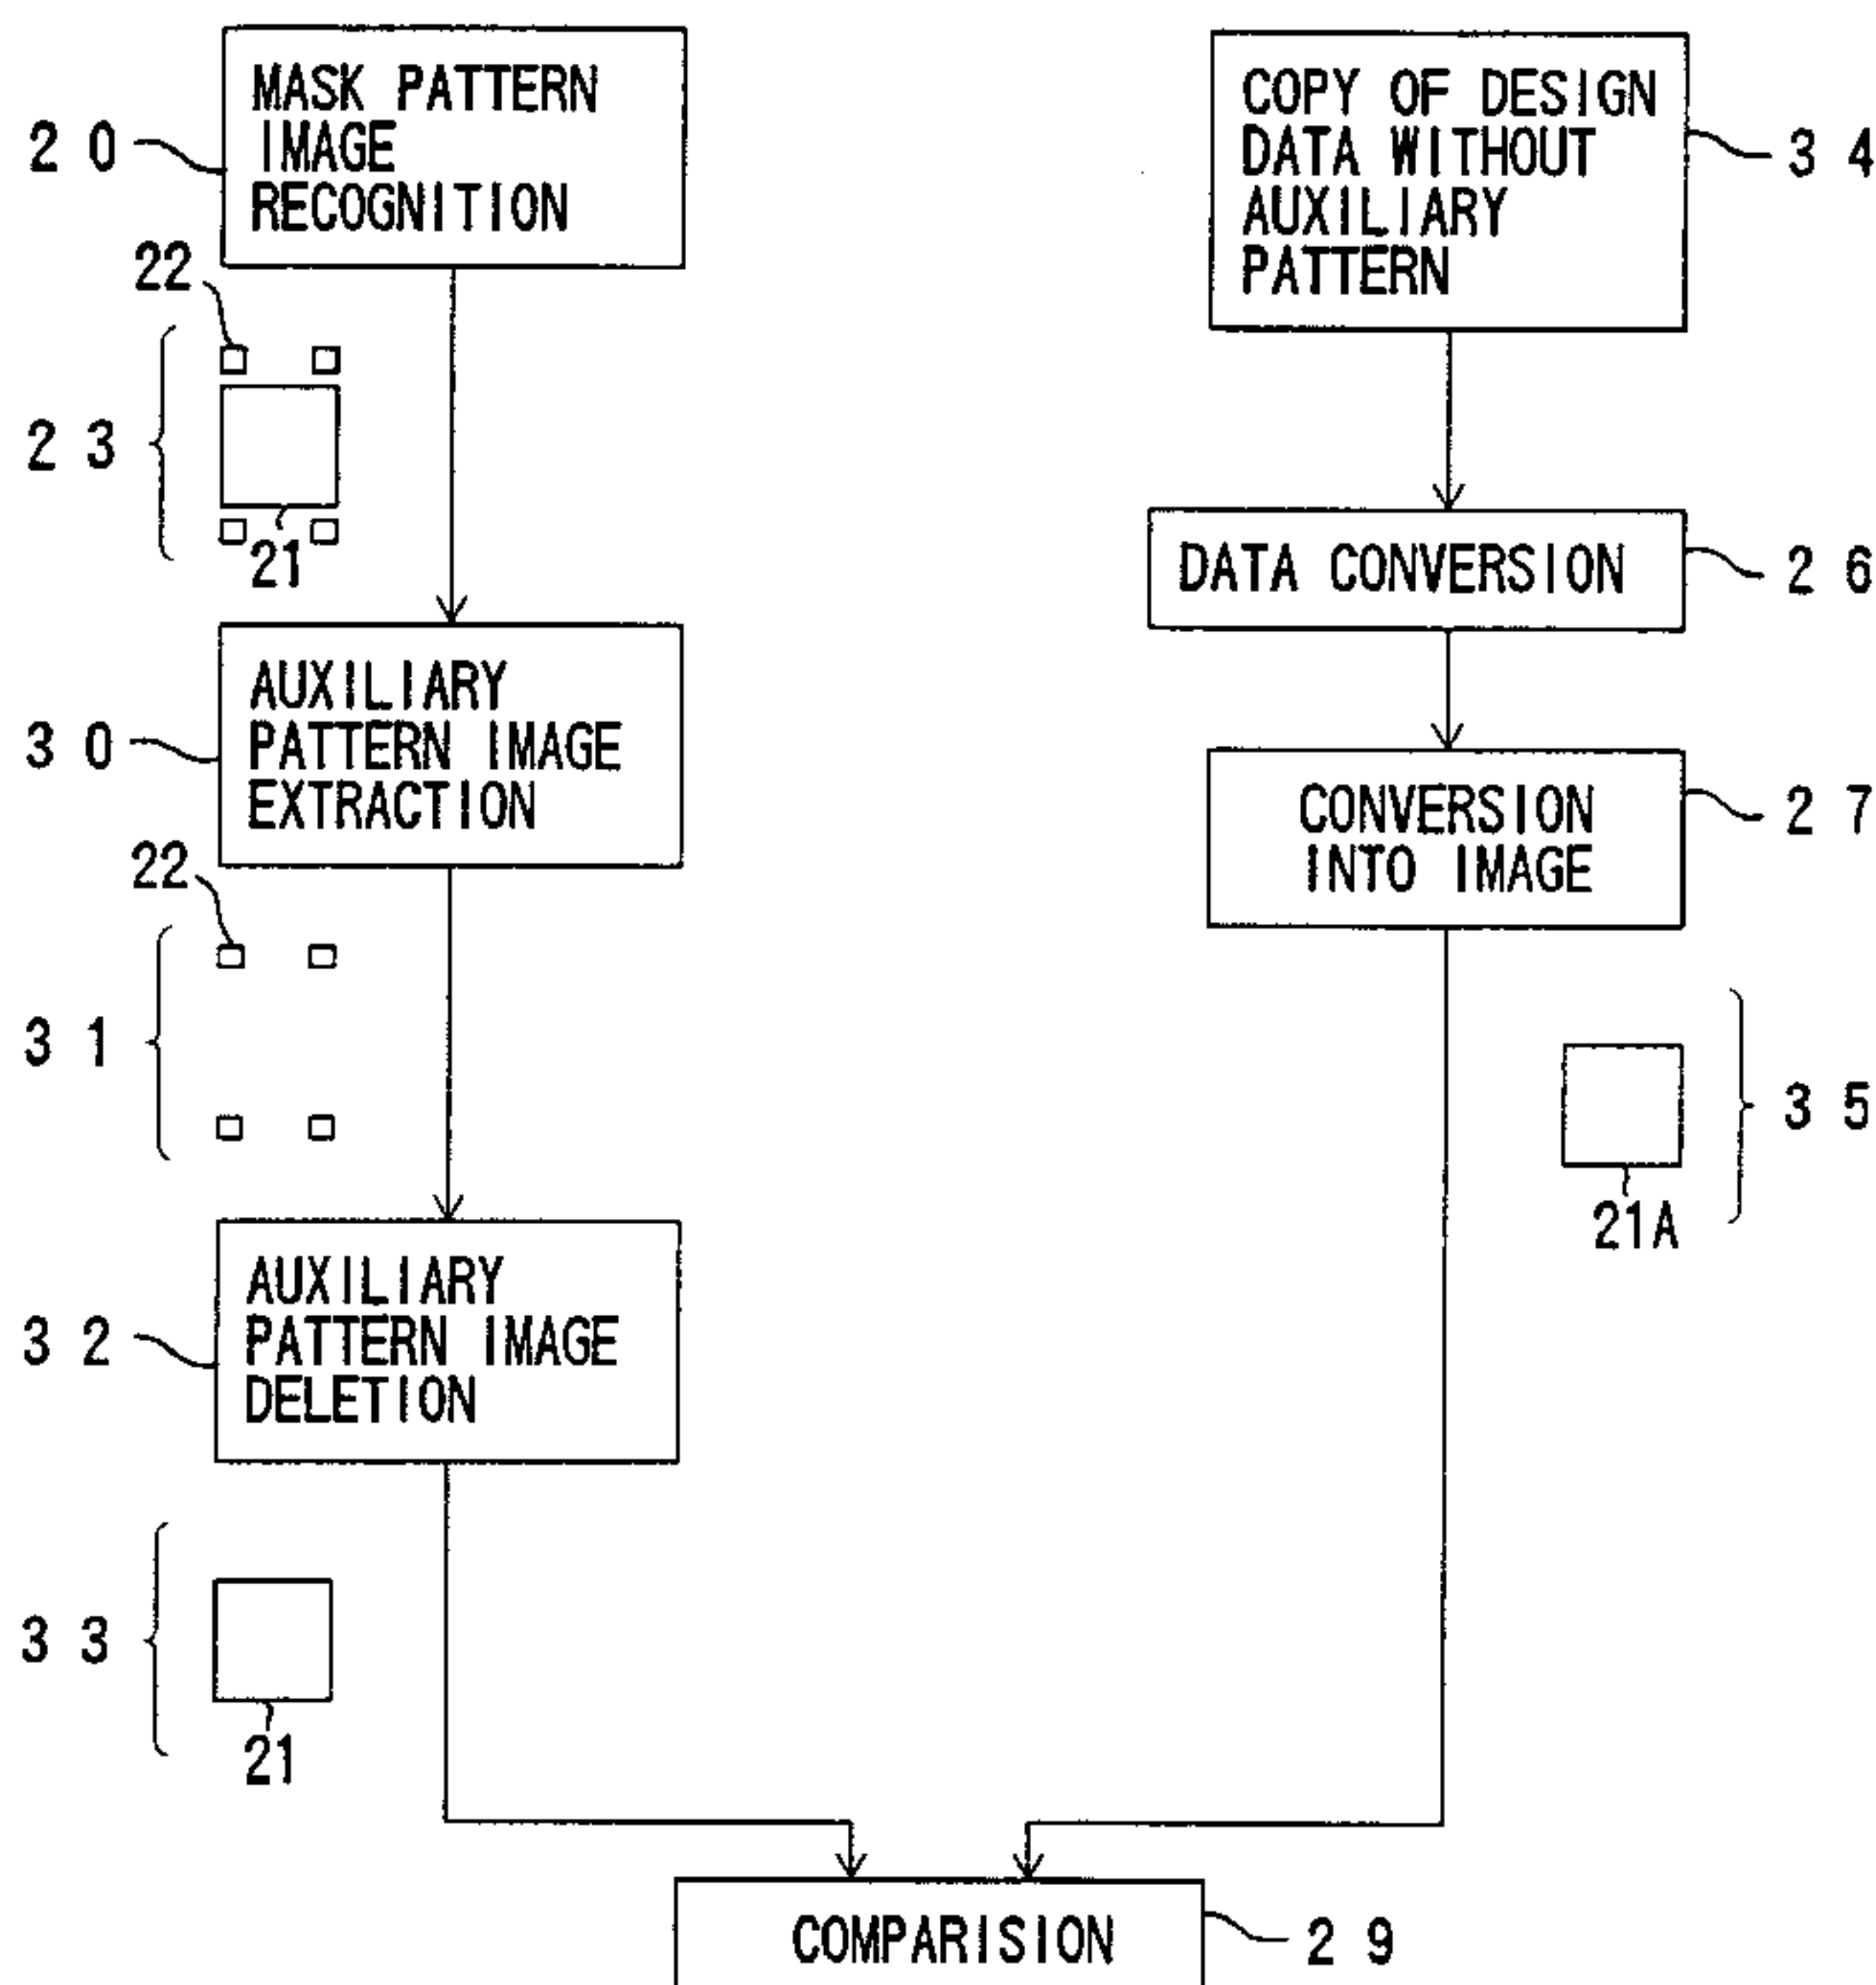 MASK PATTERN
IMAGE
RECOGNITION
20
22
23
21
AUXILIARY
PATTERN IMAGE
EXTRACTION
30
22
31
AUXILIARY
PATTERN IMAGE
DELETION
32
33
21
COPY OF DESIGN
DATA WITHOUT
AUXILIARY
PATTERN
34
DATA CONVERSION
26
CONVERSION
INTO IMAGE
27
35
21A
COMPARISION
29